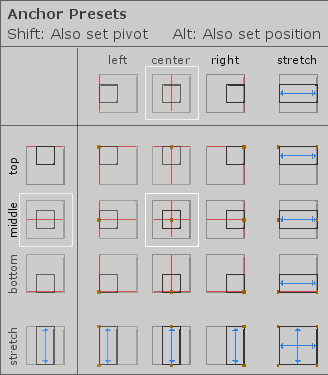 Anchor Presets
Shift: Also set pivot Alt: Also set position
left center right stretch
top
middle
bottom
stretch